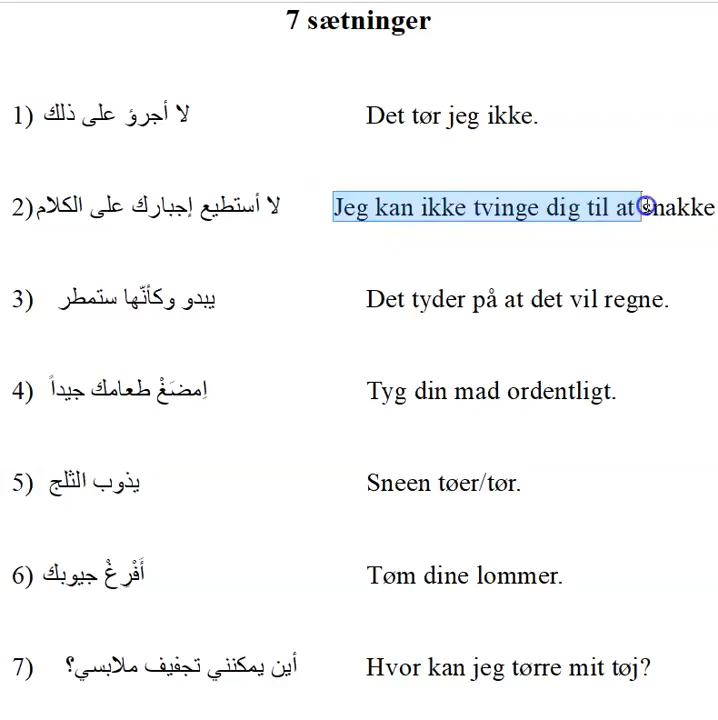 7 sætninger
1) لا أجرؤ على ذلك Det tør jeg ikke.
2) لا أستطيع إجبارك على الكلام Jeg kan ikke tvinge dig til at snakke
3) يبدو وكأنّها ستمطر Det tyder på at det vil regne.
4) اِمضَغْ طعامك جيداً Tyg din mad ordentligt.
5) يذوب الثلج Sneen tøer/tør.
6) أَفْرِغْ جيوبك Tøm dine lommer.
7) أين يمكنني تجفيف ملابسي؟ Hvor kan jeg tørre mit tøj?